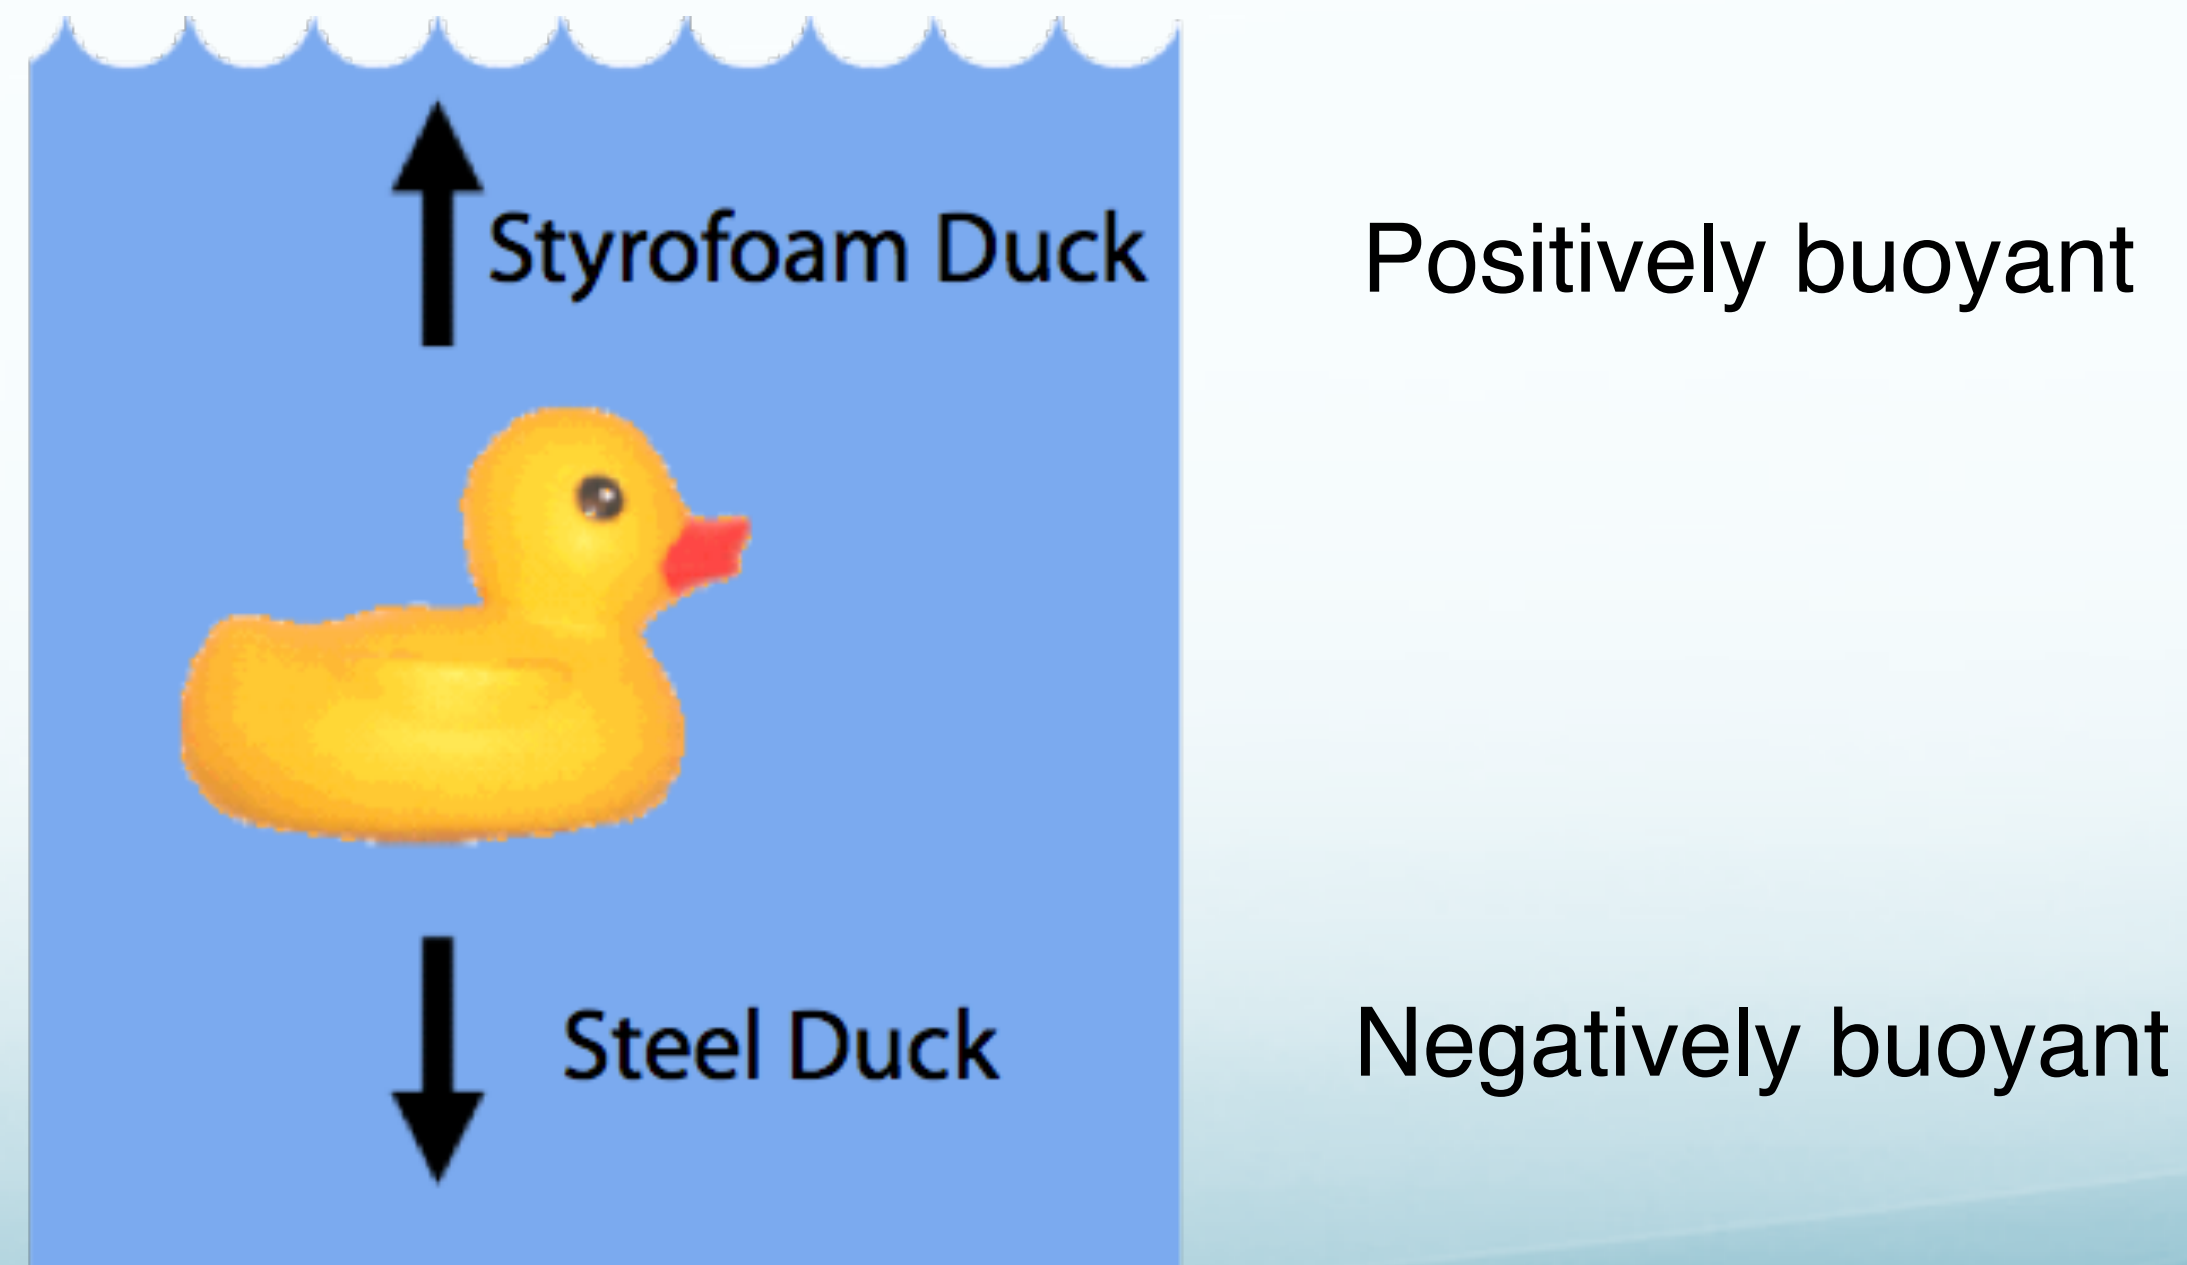 Styrofoam Duck
Positively buoyant
Steel Duck
Negatively buoyant